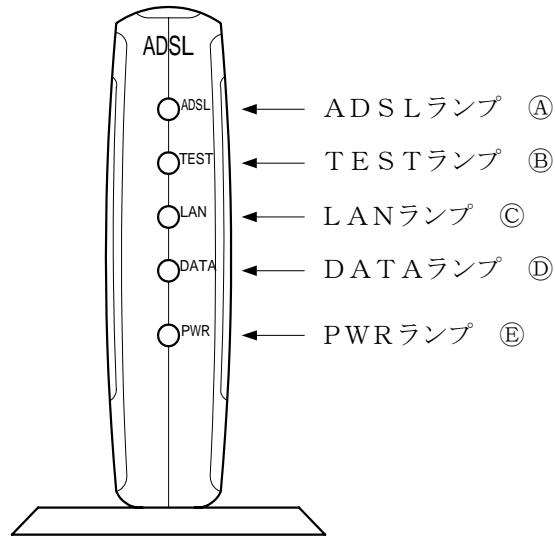 ADSL
ADSL ADSLランプ Ⓐ
TEST TESTランプ Ⓑ
LAN LANランプ Ⓒ
DATA DATAランプ Ⓓ
PWR PWRランプ Ⓔ